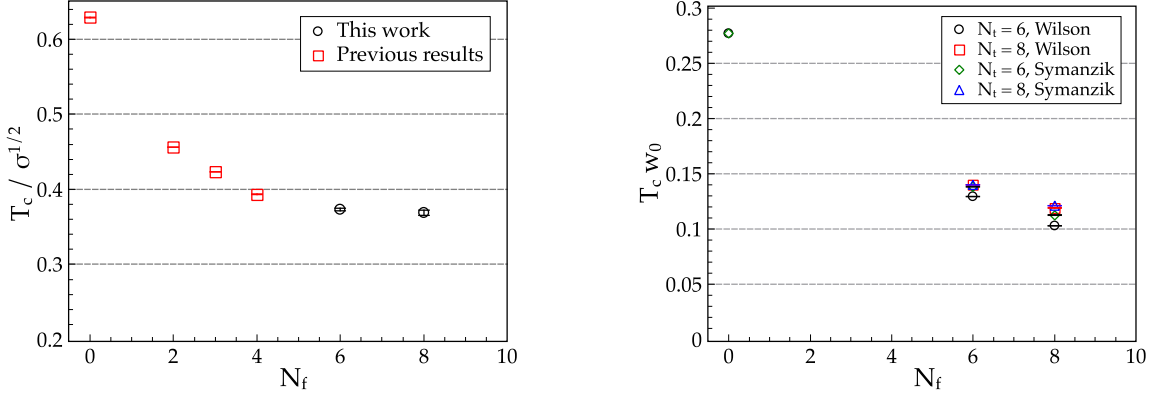 This work
Previous results
T_c / σ^{1/2}
0.6
0.5
0.4
0.3
0.2
0 2 4 6 8 10
N_f
N_t = 6, Wilson
N_t = 8, Wilson
N_t = 6, Symanzik
N_t = 8, Symanzik
T_c w_0
0.3
0.25
0.2
0.15
0.1
0.05
0
0 2 4 6 8 10
N_f